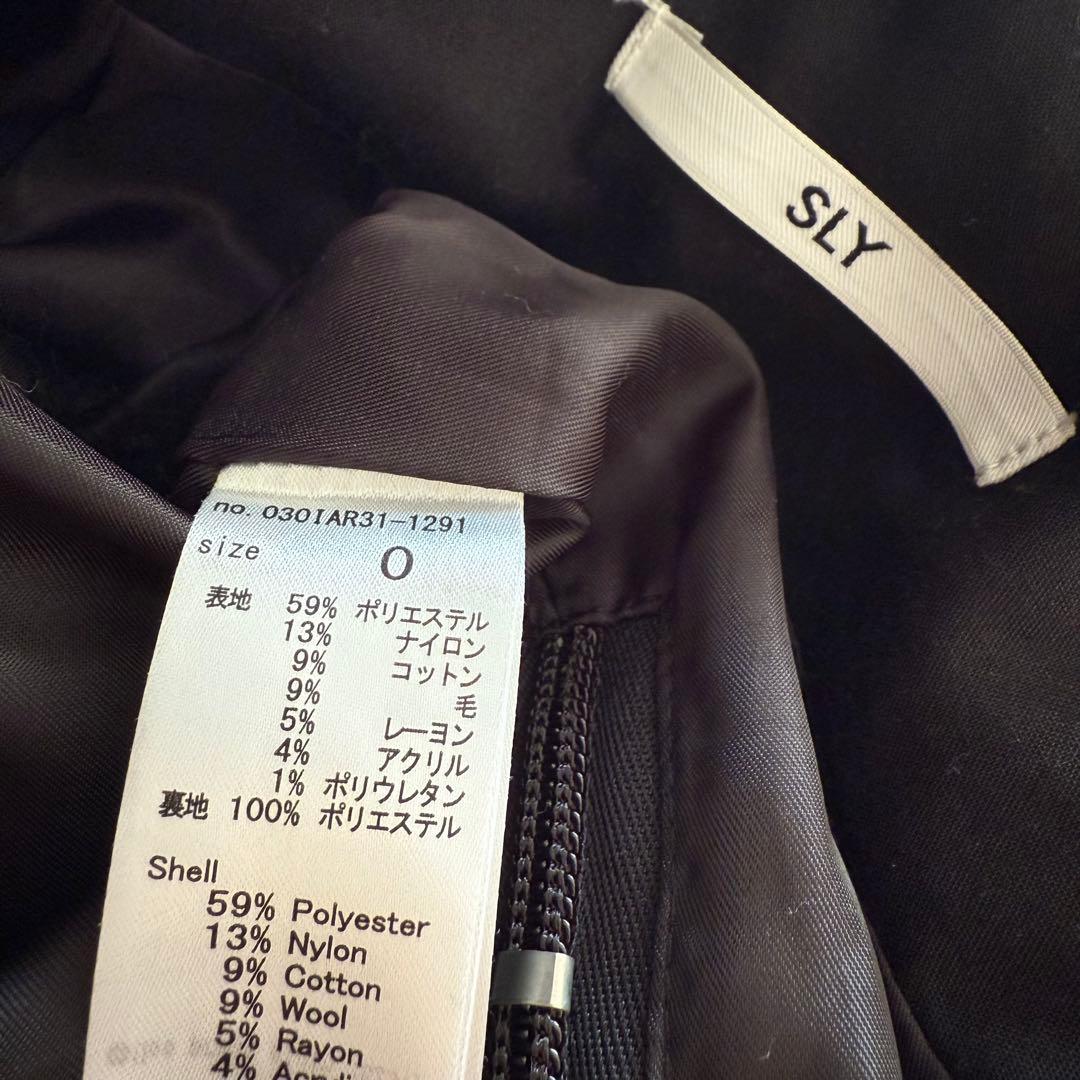 SLY
no. 030IAR31-1291
size 0
表地 59% ポリエステル
13% ナイロン
9% コットン
9% 毛
5% レーヨン
4% アクリル
1% ポリウレタン
裏地 100% ポリエステル
Shell
59% Polyester
13% Nylon
9% Cotton
9% Wool
5% Rayon
4%